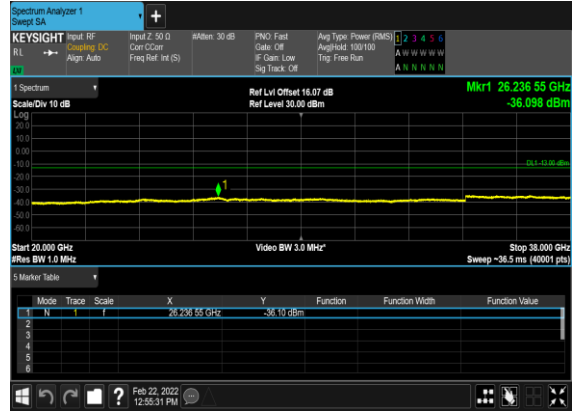 Spectrum Analyzer 1
Swept SA
KEYSIGHT Input: RF Input Z: 50 Ω #Atten: 30 dB PNO: Fast Avg Type: Power (RMS) 1 2 3 4 5 6
RL Coupling: DC Corr CCorr Gate: Off Avg|Hold: 100/100 A W W W W W
Align: Auto Freq Ref: Int (S) IF Gain: Low Trig: Free Run
Sig Track: Off A N N N N N
LW
1 Spectrum Ref Lvl Offset 16.07 dB Mkr1 26.236 55 GHz
Scale/Div 10 dB Ref Level 30.00 dBm -36.098 dBm
Log
20.0
10.0
0.00
-10.0 DL1 -13.00 dBm
-20.0
-30.0 1
-40.0
-50.0
-60.0
Start 20.000 GHz Video BW 3.0 MHz* Stop 38.000 GHz
#Res BW 1.0 MHz Sweep ~36.5 ms (40001 pts)
5 Marker Table
Mode Trace Scale X Y Function Function Width Function Value
1 N 1 f 26.236 55 GHz -36.10 dBm
2
3
4
5
6
? Feb 22, 2022
12:55:31 PM